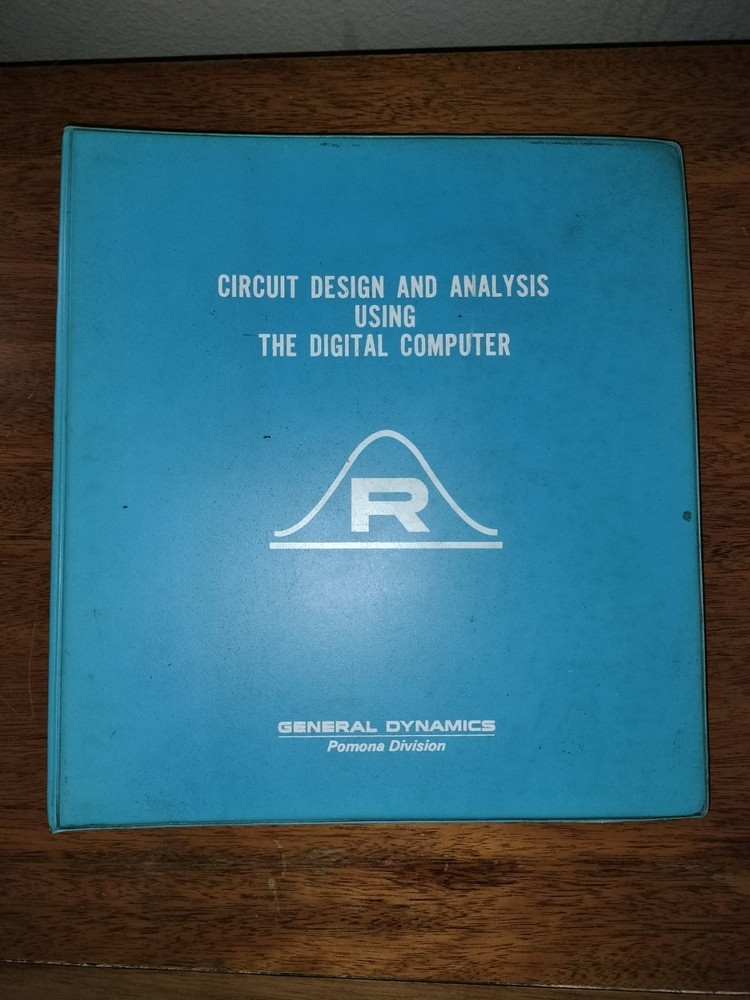 CIRCUIT DESIGN AND ANALYSIS
USING
THE DIGITAL COMPUTER
R
GENERAL DYNAMICS
Pomona Division